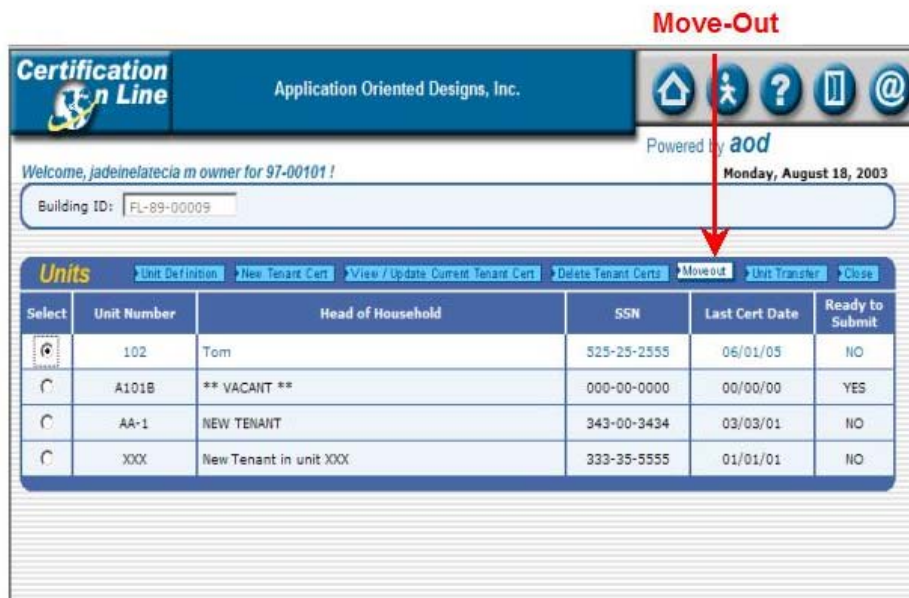 Move-Out
Certification
On Line
Application Oriented Designs, Inc.
?
@
Powered by aod
Welcome, jadeinelatecia m owner for 97-00101 !
Monday, August 18, 2003
Building ID: FL-89-00009
Units Unit Definition New Tenant Cert View / Update Current Tenant Cert Delete Tenant Certs Moveout Unit Transfer Close
Select Unit Number Head of Household SSN Last Cert Date Ready to Submit
102 Tom 525-25-2555 06/01/05 NO
A101B ** VACANT ** 000-00-0000 00/00/00 YES
AA-1 NEW TENANT 343-00-3434 03/03/01 NO
XXX New Tenant in unit XXX 333-35-5555 01/01/01 NO